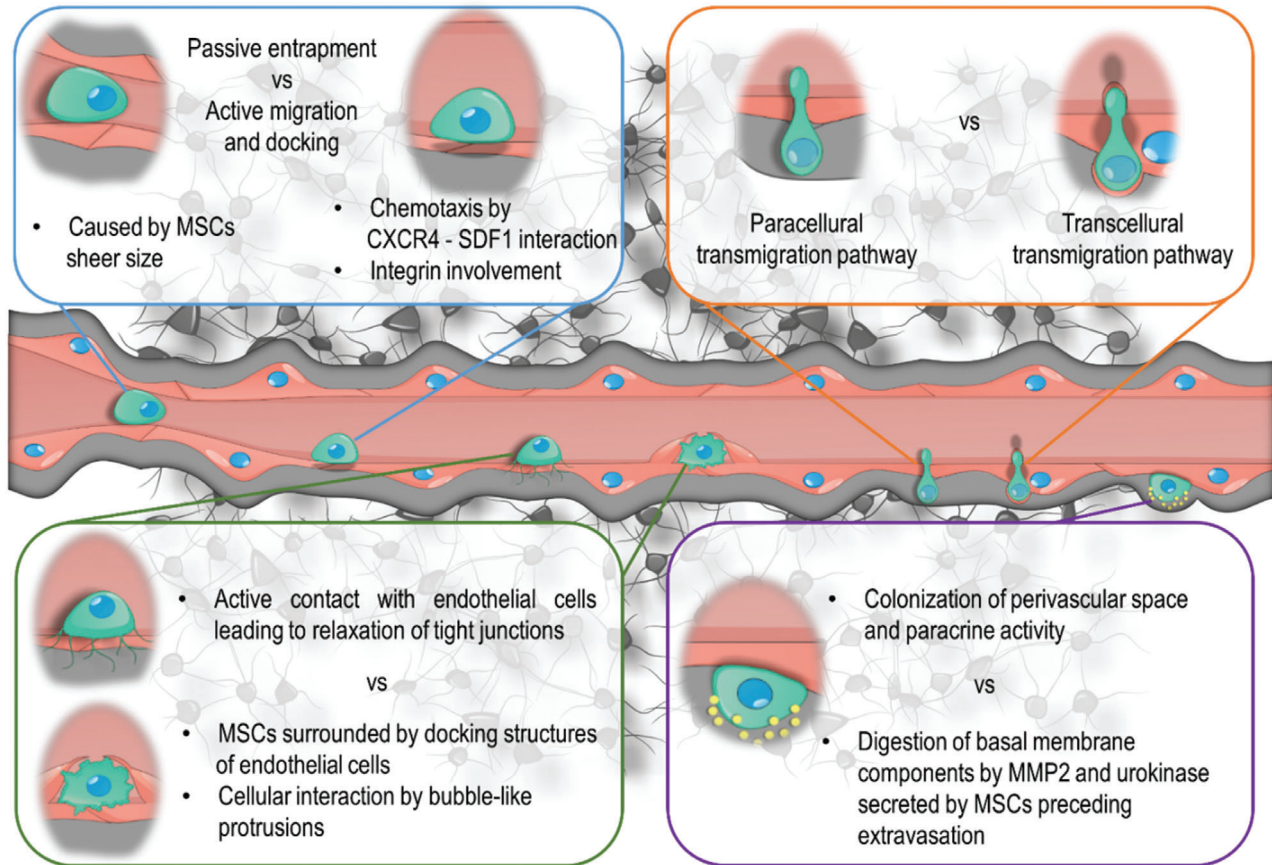 Passive entrapment
vs
Active migration
and docking
• Caused by MSCs
sheer size
• Chemotaxis by
CXCR4 - SDF1 interaction
• Integrin involvement
vs
Paracellural
transmigration pathway
Transcellural
transmigration pathway
• Active contact with endothelial cells
leading to relaxation of tight junctions
vs
• MSCs surrounded by docking structures
of endothelial cells
• Cellular interaction by bubble-like
protrusions
• Colonization of perivascular space
and paracrine activity
vs
• Digestion of basal membrane
components by MMP2 and urokinase
secreted by MSCs preceding
extravasation